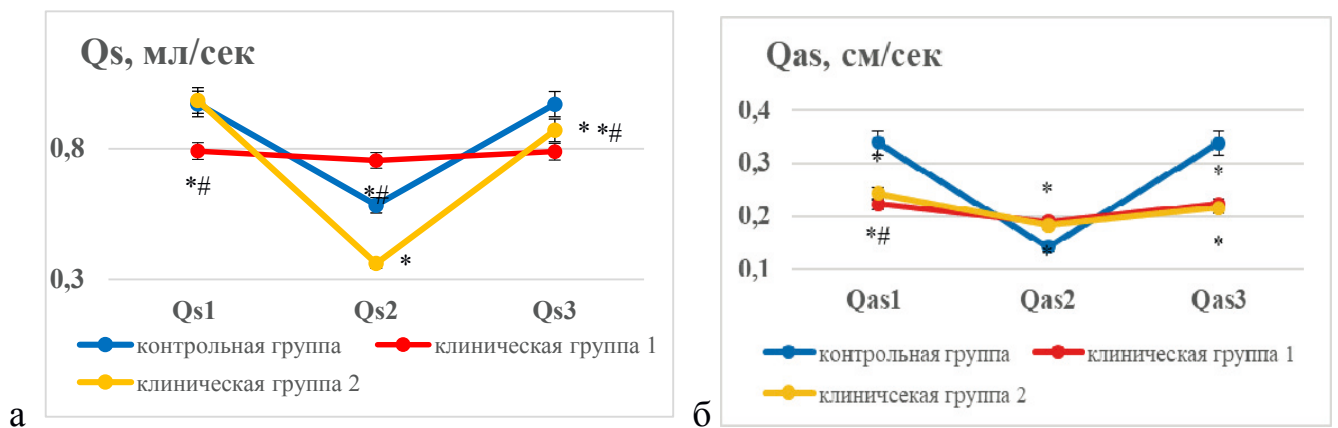 Qs, мл/сек
0,8
0,3
*#
*#
*
* *#
Qs1 Qs2 Qs3
контрольная группа клиническая группа 1
клиническая группа 2
а
Qas, см/сек
0,4
0,3
0,2
0,1
*
*#
*
*
*
*
Qas1 Qas2 Qas3
контрольная группа клиническая группа 1
клиничсекая группа 2
б